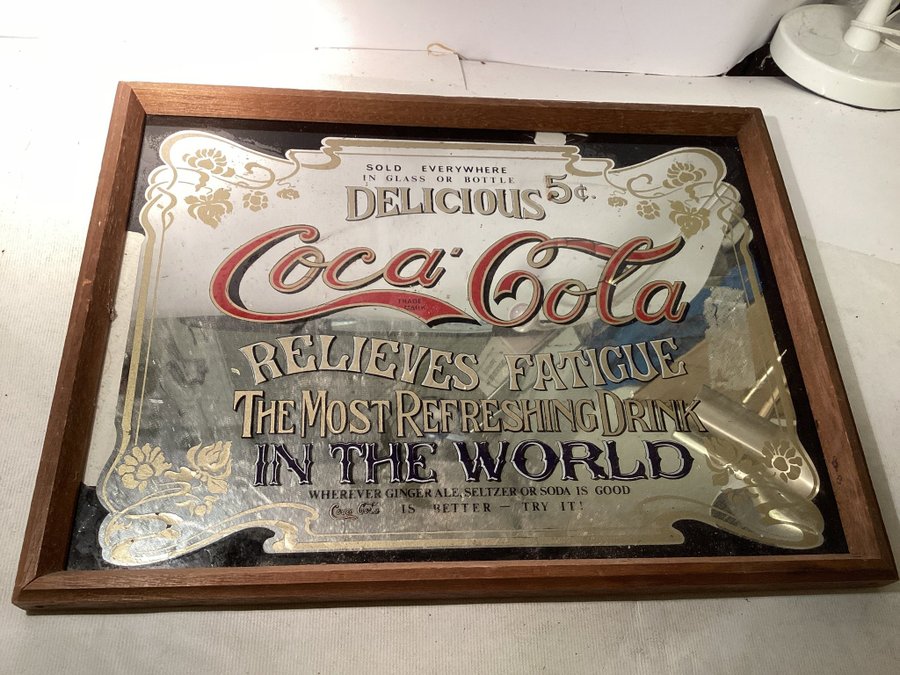 SOLD EVERYWHERE
IN GLASS OR BOTTLE
DELICIOUS 5¢.
Coca-Cola
TRADE MARK
RELIEVES FATIGUE
THE MOST REFRESHING DRINK
IN THE WORLD
WHEREVER GINGER ALE, SELTZER OR SODA IS GOOD
Coca-Cola IS BETTER – TRY IT!